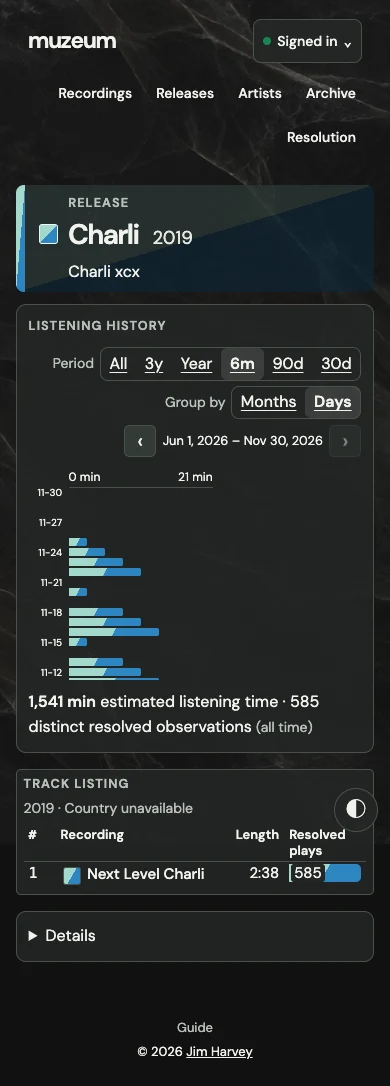 muzeum
Signed in
Recordings Releases Artists Archive
Resolution
RELEASE
Charli 2019
Charli xcx
LISTENING HISTORY
Period All 3y Year 6m 90d 30d
Group by Months Days
‹ Jun 1, 2026 – Nov 30, 2026 ›
0 min 21 min
11-30
11-27
11-24
11-21
11-18
11-15
11-12
1,541 min estimated listening time · 585
distinct resolved observations (all time)
TRACK LISTING
2019 · Country unavailable
# Recording Length Resolved
plays
1 Next Level Charli 2:38 585
Details
Guide
© 2026 Jim Harvey